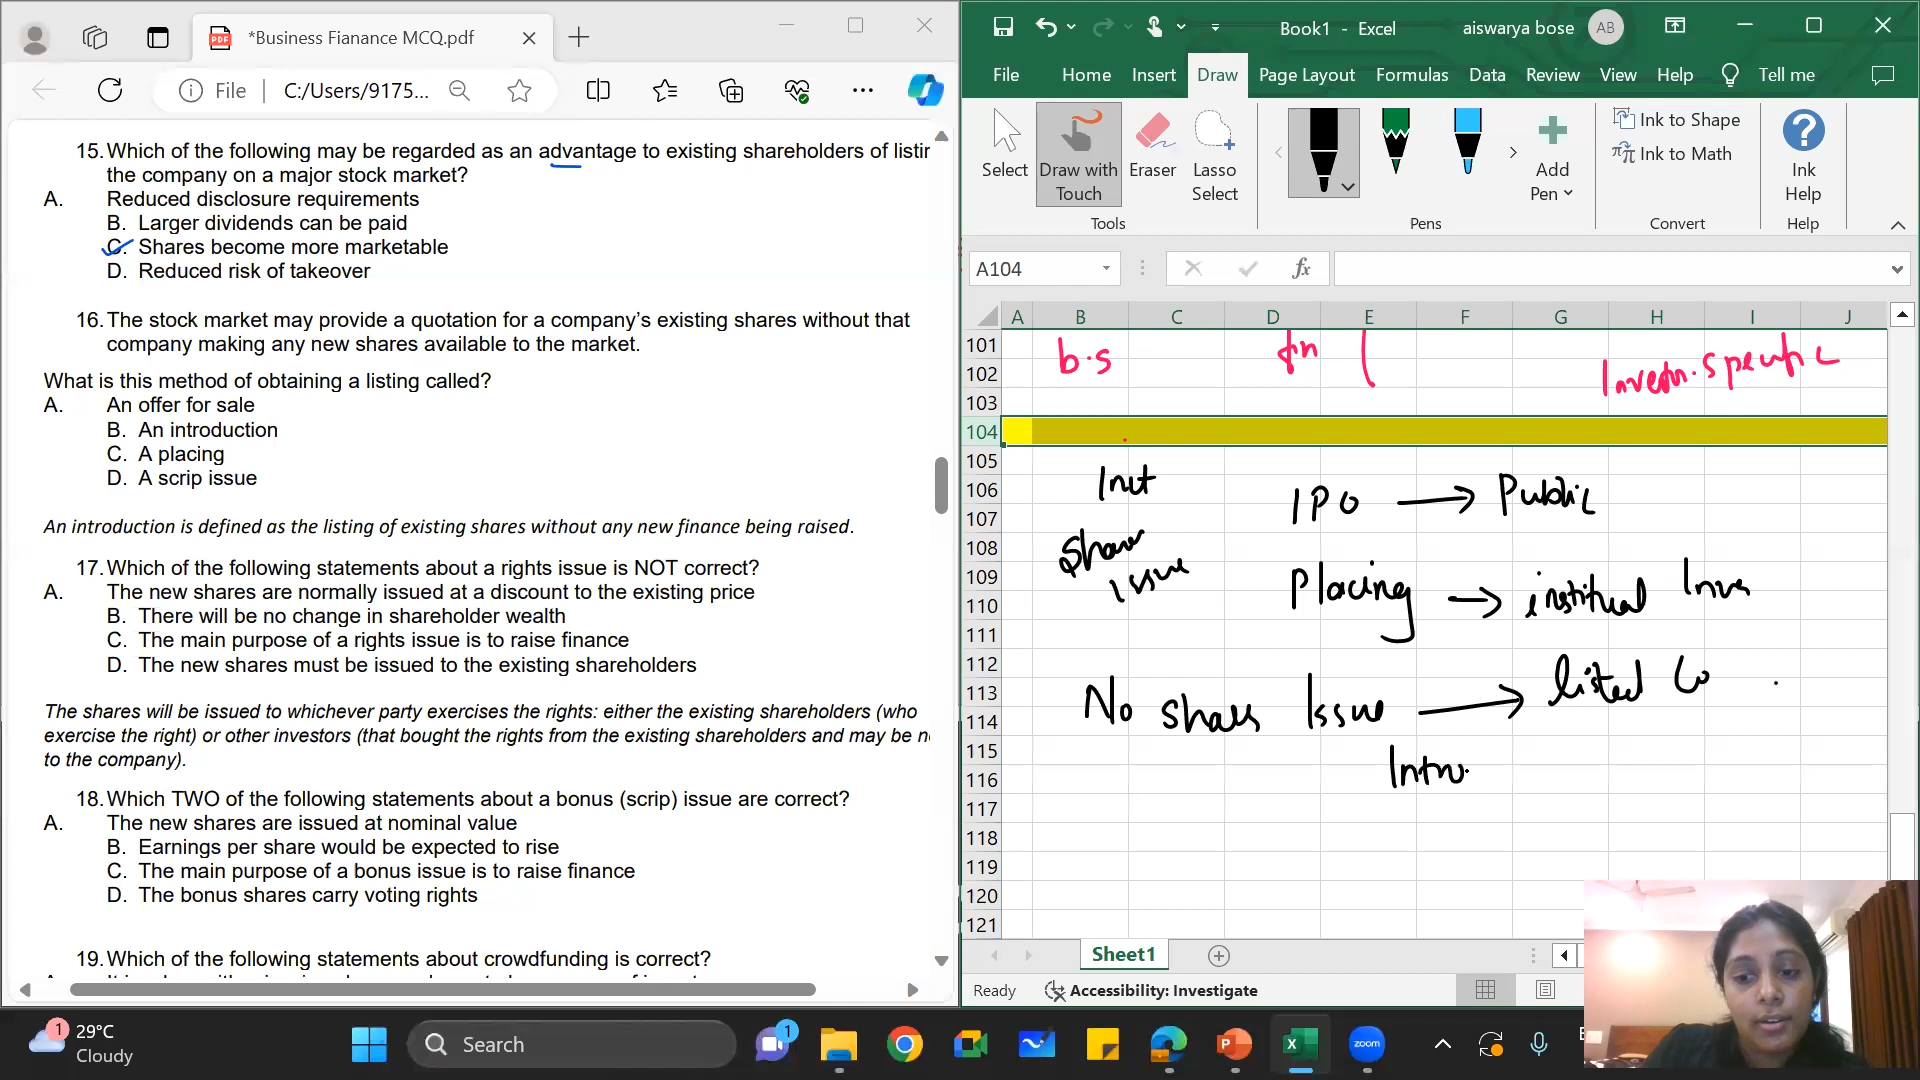 *Business Fianance MCQ.pdf
File
C:/Users/9175...
15. Which of the following may be regarded as an advantage to existing shareholders of listin
the company on a major stock market?
A. Reduced disclosure requirements
B. Larger dividends can be paid
C. Shares become more marketable
D. Reduced risk of takeover
16. The stock market may provide a quotation for a company's existing shares without that
company making any new shares available to the market.
What is this method of obtaining a listing called?
A. An offer for sale
B. An introduction
C. A placing
D. A scrip issue
An introduction is defined as the listing of existing shares without any new finance being raised.
17. Which of the following statements about a rights issue is NOT correct?
A. The new shares are normally issued at a discount to the existing price
B. There will be no change in shareholder wealth
C. The main purpose of a rights issue is to raise finance
D. The new shares must be issued to the existing shareholders
The shares will be issued to whichever party exercises the rights: either the existing shareholders (who
exercise the right) or other investors (that bought the rights from the existing shareholders and may be n
to the company).
18. Which TWO of the following statements about a bonus (scrip) issue are correct?
A. The new shares are issued at nominal value
B. Earnings per share would be expected to rise
C. The main purpose of a bonus issue is to raise finance
D. The bonus shares carry voting rights
19. Which of the following statements about crowdfunding is correct?
Book1 - Excel
aiswarya bose
AB
File Home Insert Draw Page Layout Formulas Data Review View Help Tell me
Select
Draw with Touch
Eraser
Lasso Select
Add Pen
Ink to Shape
Ink to Math
Ink Help
Tools
Pens
Convert
Help
A104
fx
A B C D E F G H I J
101
102
103
104
105
106
107
108
109
110
111
112
113
114
115
116
117
118
119
120
121
b.s
fn
specific
Init
IPO → Public
Share
issue
Placing →
No shares Issue → listed Co
Intro.
Sheet1
Ready
Accessibility: Investigate
1
29°C
Cloudy
Search
1
zoom